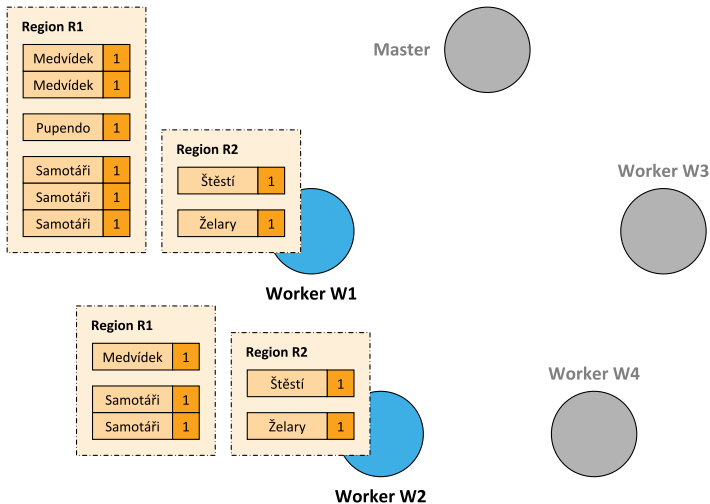 Region R1
Medvídek 1
Medvídek 1
Pupendo 1
Samotáři 1
Samotáři 1
Samotáři 1
Region R2
Štěstí 1
Želary 1
Worker W1
Master
Worker W3
Region R1
Medvídek 1
Samotáři 1
Samotáři 1
Region R2
Štěstí 1
Želary 1
Worker W2
Worker W4